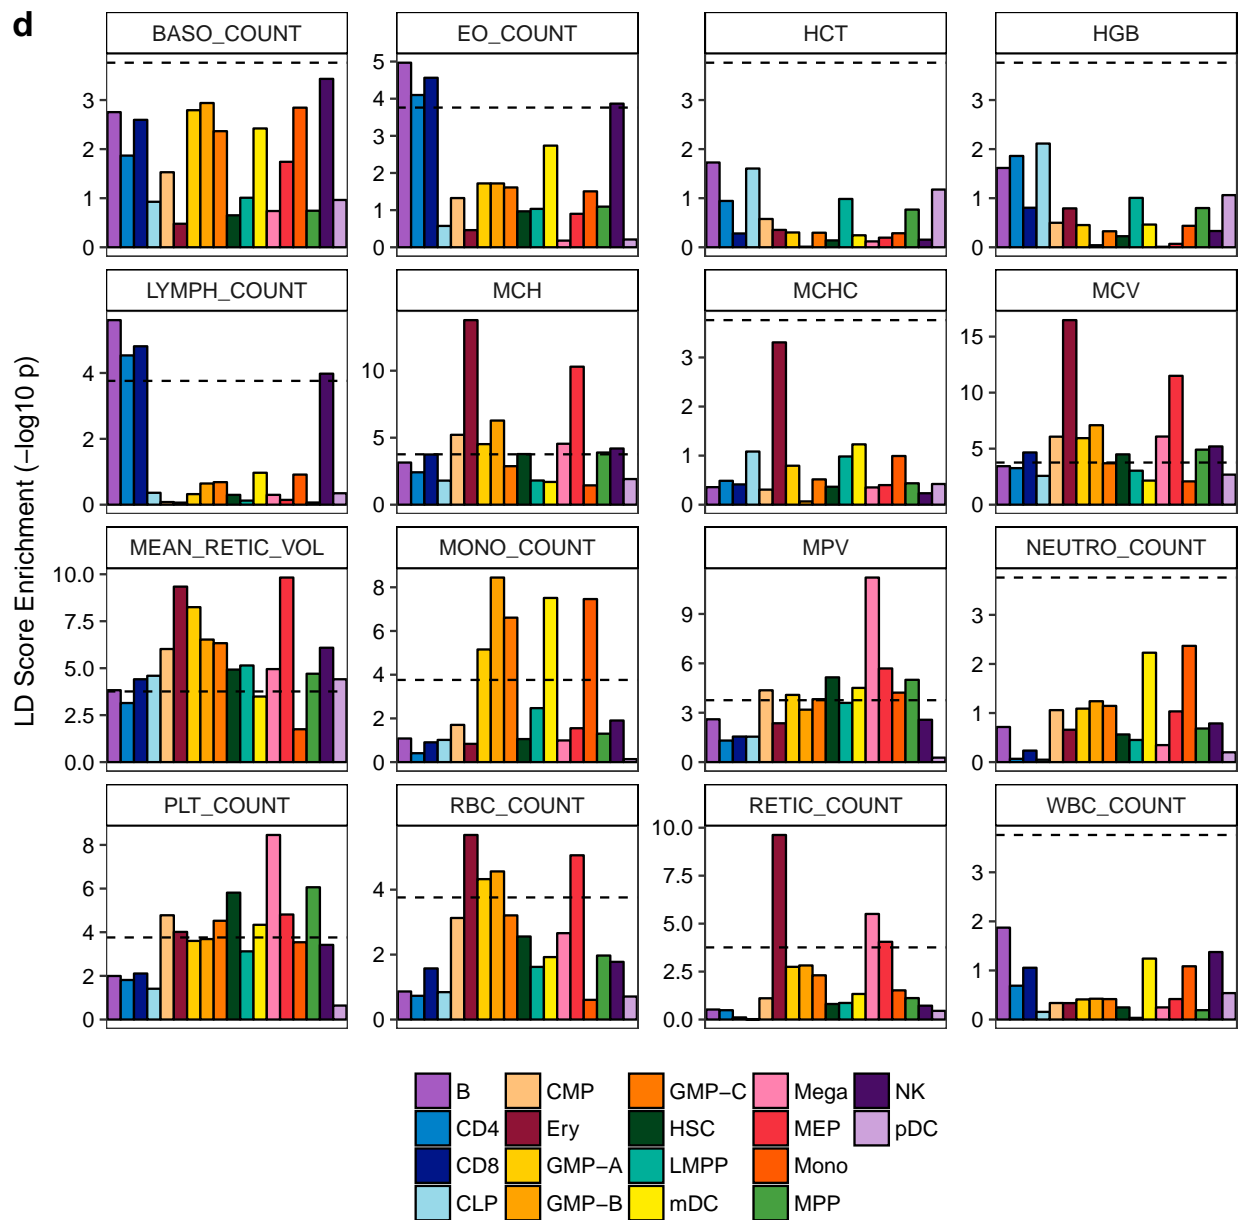 d
BASO_COUNT EO_COUNT HCT HGB
0 1 2 3
0 1 2 3 4 5
0 1 2 3
0 1 2 3
LYMPH_COUNT MCH MCHC MCV
0 2 4
0 5 10
0 1 2 3
0 5 10 15
LD Score Enrichment (−log10 p)
MEAN_RETIC_VOL MONO_COUNT MPV NEUTRO_COUNT
0.0 2.5 5.0 7.5 10.0
0 2 4 6 8
0 3 6 9
0 1 2 3
PLT_COUNT RBC_COUNT RETIC_COUNT WBC_COUNT
0 2 4 6 8
0 2 4
0.0 2.5 5.0 7.5 10.0
0 1 2 3
B CMP GMP−C Mega NK
CD4 Ery HSC MEP pDC
CD8 GMP−A LMPP Mono
CLP GMP−B mDC MPP